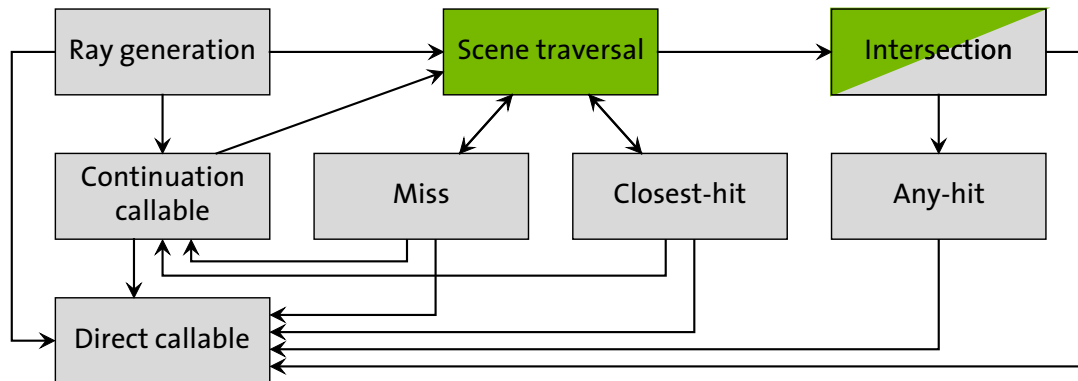 Ray generation
Scene traversal
Intersection
Continuation
callable
Miss
Closest-hit
Any-hit
Direct callable